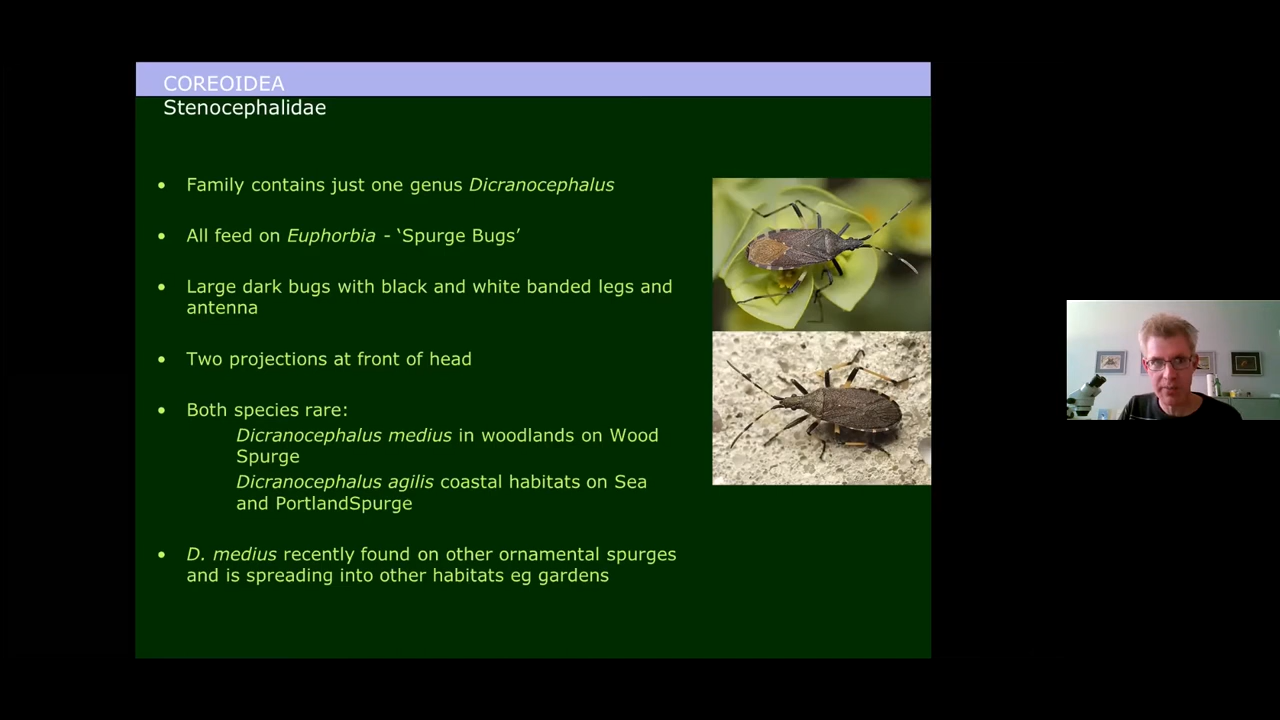 COREOIDEA
Stenocephalidae
• Family contains just one genus Dicranocephalus
• All feed on Euphorbia - ‘Spurge Bugs’
• Large dark bugs with black and white banded legs and
antenna
• Two projections at front of head
• Both species rare:
Dicranocephalus medius in woodlands on Wood
Spurge
Dicranocephalus agilis coastal habitats on Sea
and PortlandSpurge
• D. medius recently found on other ornamental spurges
and is spreading into other habitats eg gardens